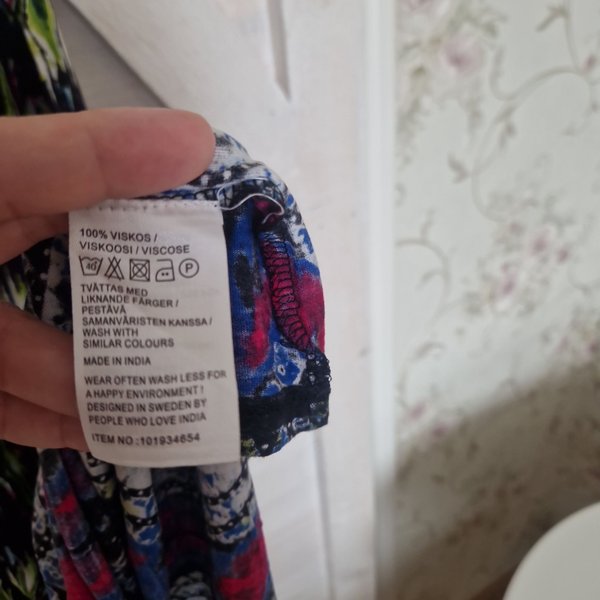 100% VISKOS /
VISKOOSI / VISCOSE
40 P
TVÄTTAS MED
LIKNANDE FÄRGER /
PESTÄVÄ
SAMANVÄRISTEN KANSSA /
WASH WITH
SIMILAR COLOURS
MADE IN INDIA
WEAR OFTEN WASH LESS FOR
A HAPPY ENVIRONMENT !
DESIGNED IN SWEDEN BY
PEOPLE WHO LOVE INDIA
ITEM NO : 101934654